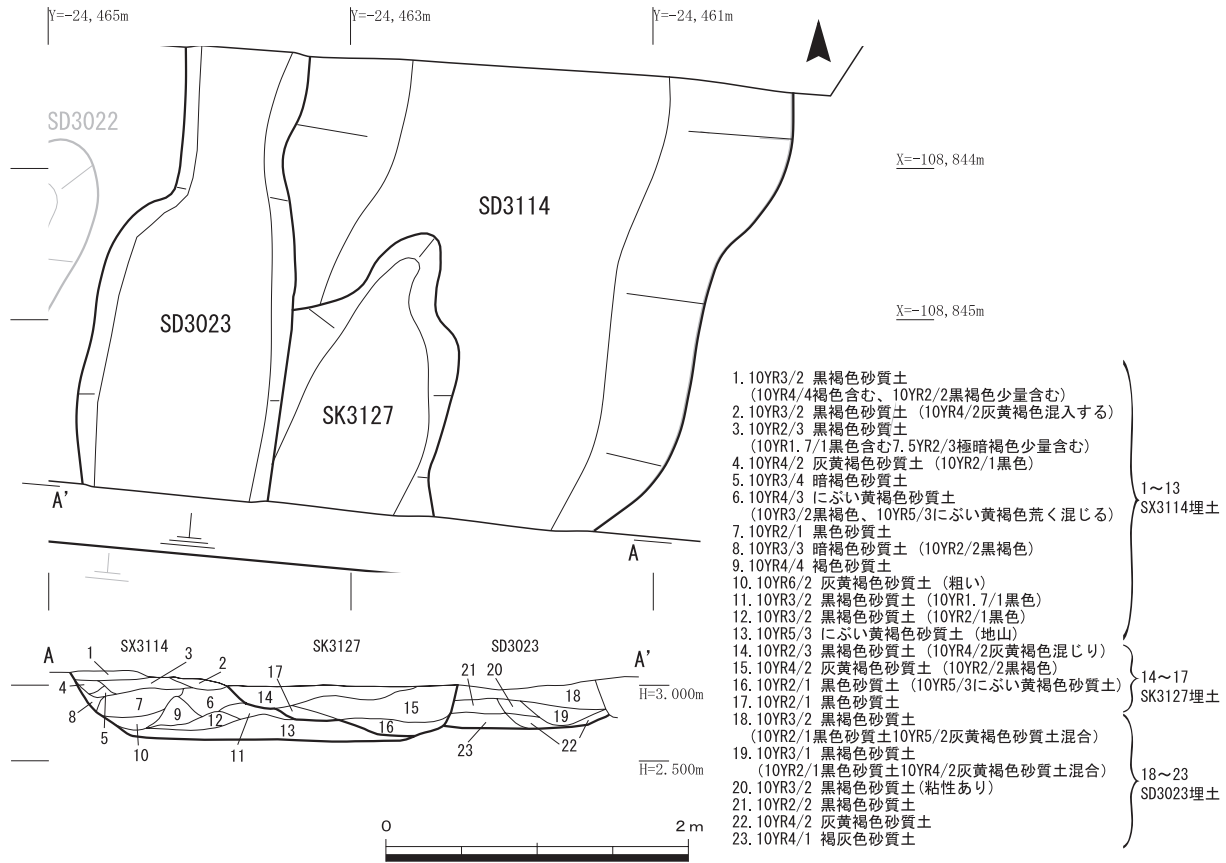 Y=-24,465m
Y=-24,463m
Y=-24,461m
SD3022
X=-108,844m
SD3114
SD3023
X=-108,845m
SK3127
A'
A
1. 10YR3/2 黒褐色砂質土
(10YR4/4褐色含む、10YR2/2黒褐色少量含む)
2. 10YR3/2 黒褐色砂質土 (10YR4/2灰黄褐色混入する)
3. 10YR2/3 黒褐色砂質土
(10YR1.7/1黒色含む7.5YR2/3極暗褐色少量含む)
4. 10YR4/2 灰黄褐色砂質土 (10YR2/1黒色)
5. 10YR3/4 暗褐色砂質土
6. 10YR4/3 にぶい黄褐色砂質土
(10YR3/2黒褐色、10YR5/3にぶい黄褐色荒く混じる)
7. 10YR2/1 黒色砂質土
8. 10YR3/3 暗褐色砂質土 (10YR2/2黒褐色)
9. 10YR4/4 褐色砂質土
10. 10YR6/2 灰黄褐色砂質土 (粗い)
11. 10YR3/2 黒褐色砂質土 (10YR1.7/1黒色)
12. 10YR3/2 黒褐色砂質土 (10YR2/1黒色)
13. 10YR5/3 にぶい黄褐色砂質土 (地山)
14. 10YR2/3 黒褐色砂質土 (10YR4/2灰黄褐色混じり)
15. 10YR4/2 灰黄褐色砂質土 (10YR2/2黒褐色)
16. 10YR2/1 黒色砂質土 (10YR5/3にぶい黄褐色砂質土)
17. 10YR2/1 黒色砂質土
18. 10YR3/2 黒褐色砂質土
(10YR2/1黒色砂質土10YR5/2灰黄褐色砂質土混合)
19. 10YR3/1 黒褐色砂質土
(10YR2/1黒色砂質土10YR4/2灰黄褐色砂質土混合)
20. 10YR3/2 黒褐色砂質土(粘性あり)
21. 10YR2/2 黒褐色砂質土
22. 10YR4/2 灰黄褐色砂質土
23. 10YR4/1 褐灰色砂質土
1～13
SX3114埋土
14～17
SK3127埋土
18～23
SD3023埋土
SX3114
SK3127
SD3023
A
A'
1
3
2
17
21
20
4
7
6
14
15
18
H=3.000m
8
9
12
13
16
19
5
10
11
23
22
H=2.500m
0
2 m